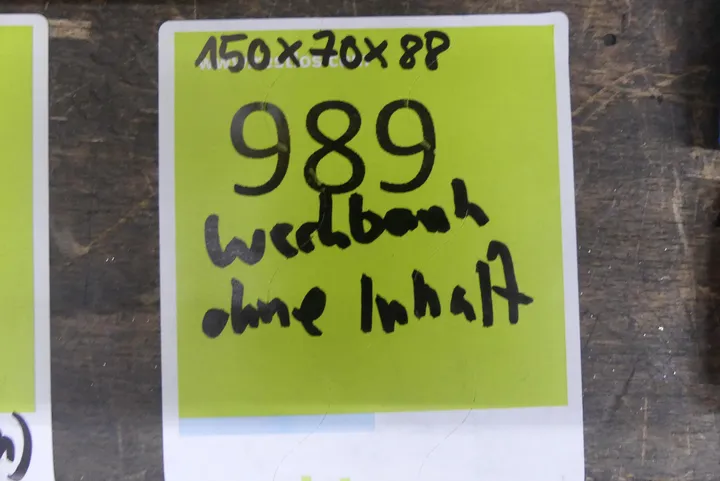 150x70x88
989
Werkbank
ohne Inhalt